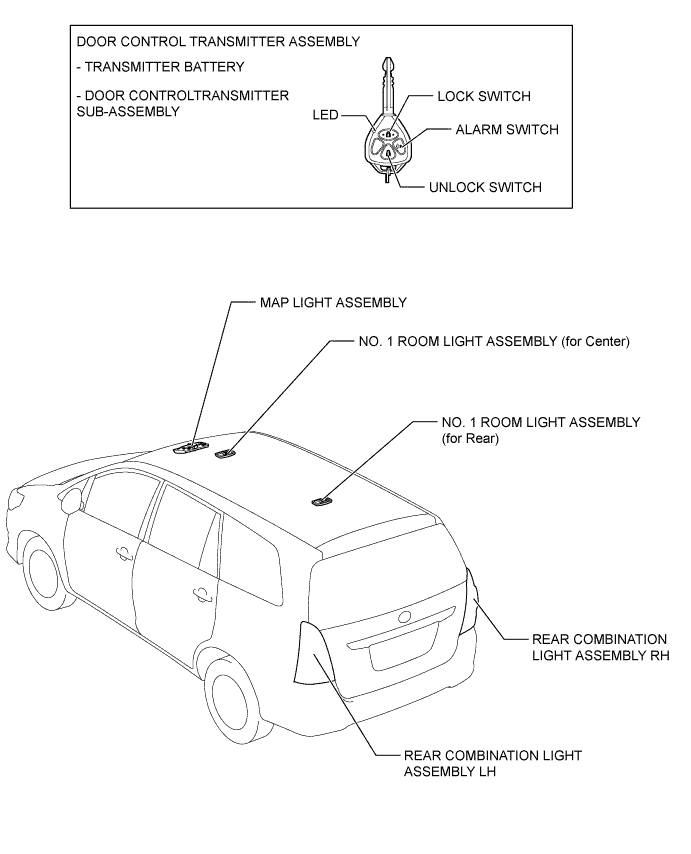 DOOR CONTROL TRANSMITTER ASSEMBLY
- TRANSMITTER BATTERY
- DOOR CONTROLTRANSMITTER
SUB-ASSEMBLY
LED
LOCK SWITCH
ALARM SWITCH
UNLOCK SWITCH
MAP LIGHT ASSEMBLY
NO. 1 ROOM LIGHT ASSEMBLY (for Center)
NO. 1 ROOM LIGHT ASSEMBLY
(for Rear)
REAR COMBINATION
LIGHT ASSEMBLY RH
REAR COMBINATION LIGHT
ASSEMBLY LH